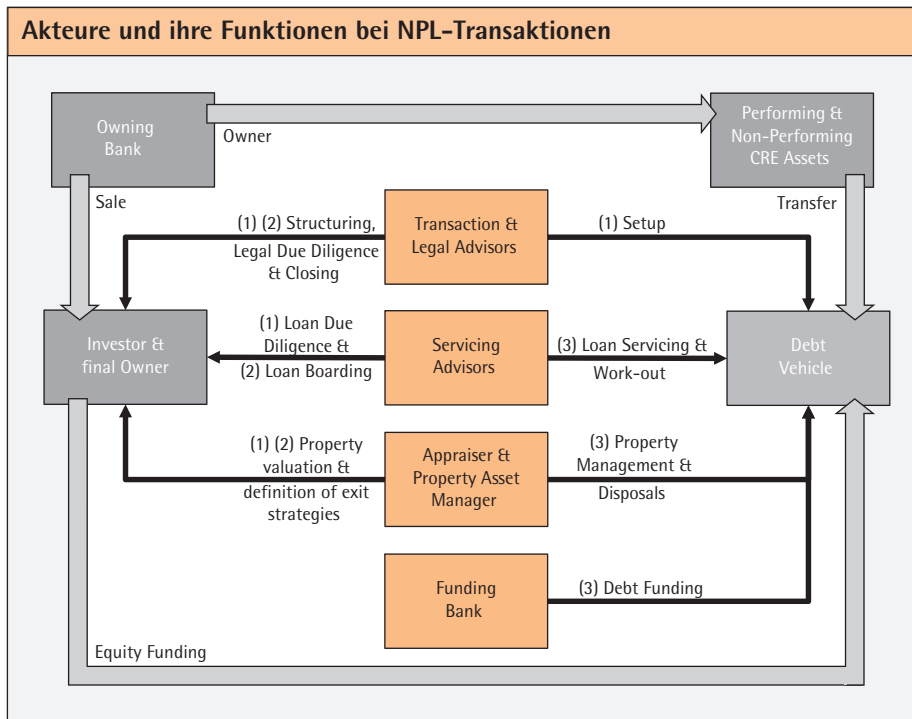 Akteure und ihre Funktionen bei NPL-Transaktionen
Owning
Bank
Owner
Performing &
Non-Performing
CRE Assets
Sale
Transfer
(1) (2) Structuring,
Legal Due Diligence
& Closing
Transaction &
Legal Advisors
(1) Setup
Investor &
final Owner
(1) Loan Due
Diligence &
(2) Loan Boarding
Servicing
Advisors
(3) Loan Servicing &
Work-out
Debt
Vehicle
(1) (2) Property
valuation &
definition of exit
strategies
Appraiser &
Property Asset
Manager
(3) Property
Management &
Disposals
Funding
Bank
(3) Debt Funding
Equity Funding